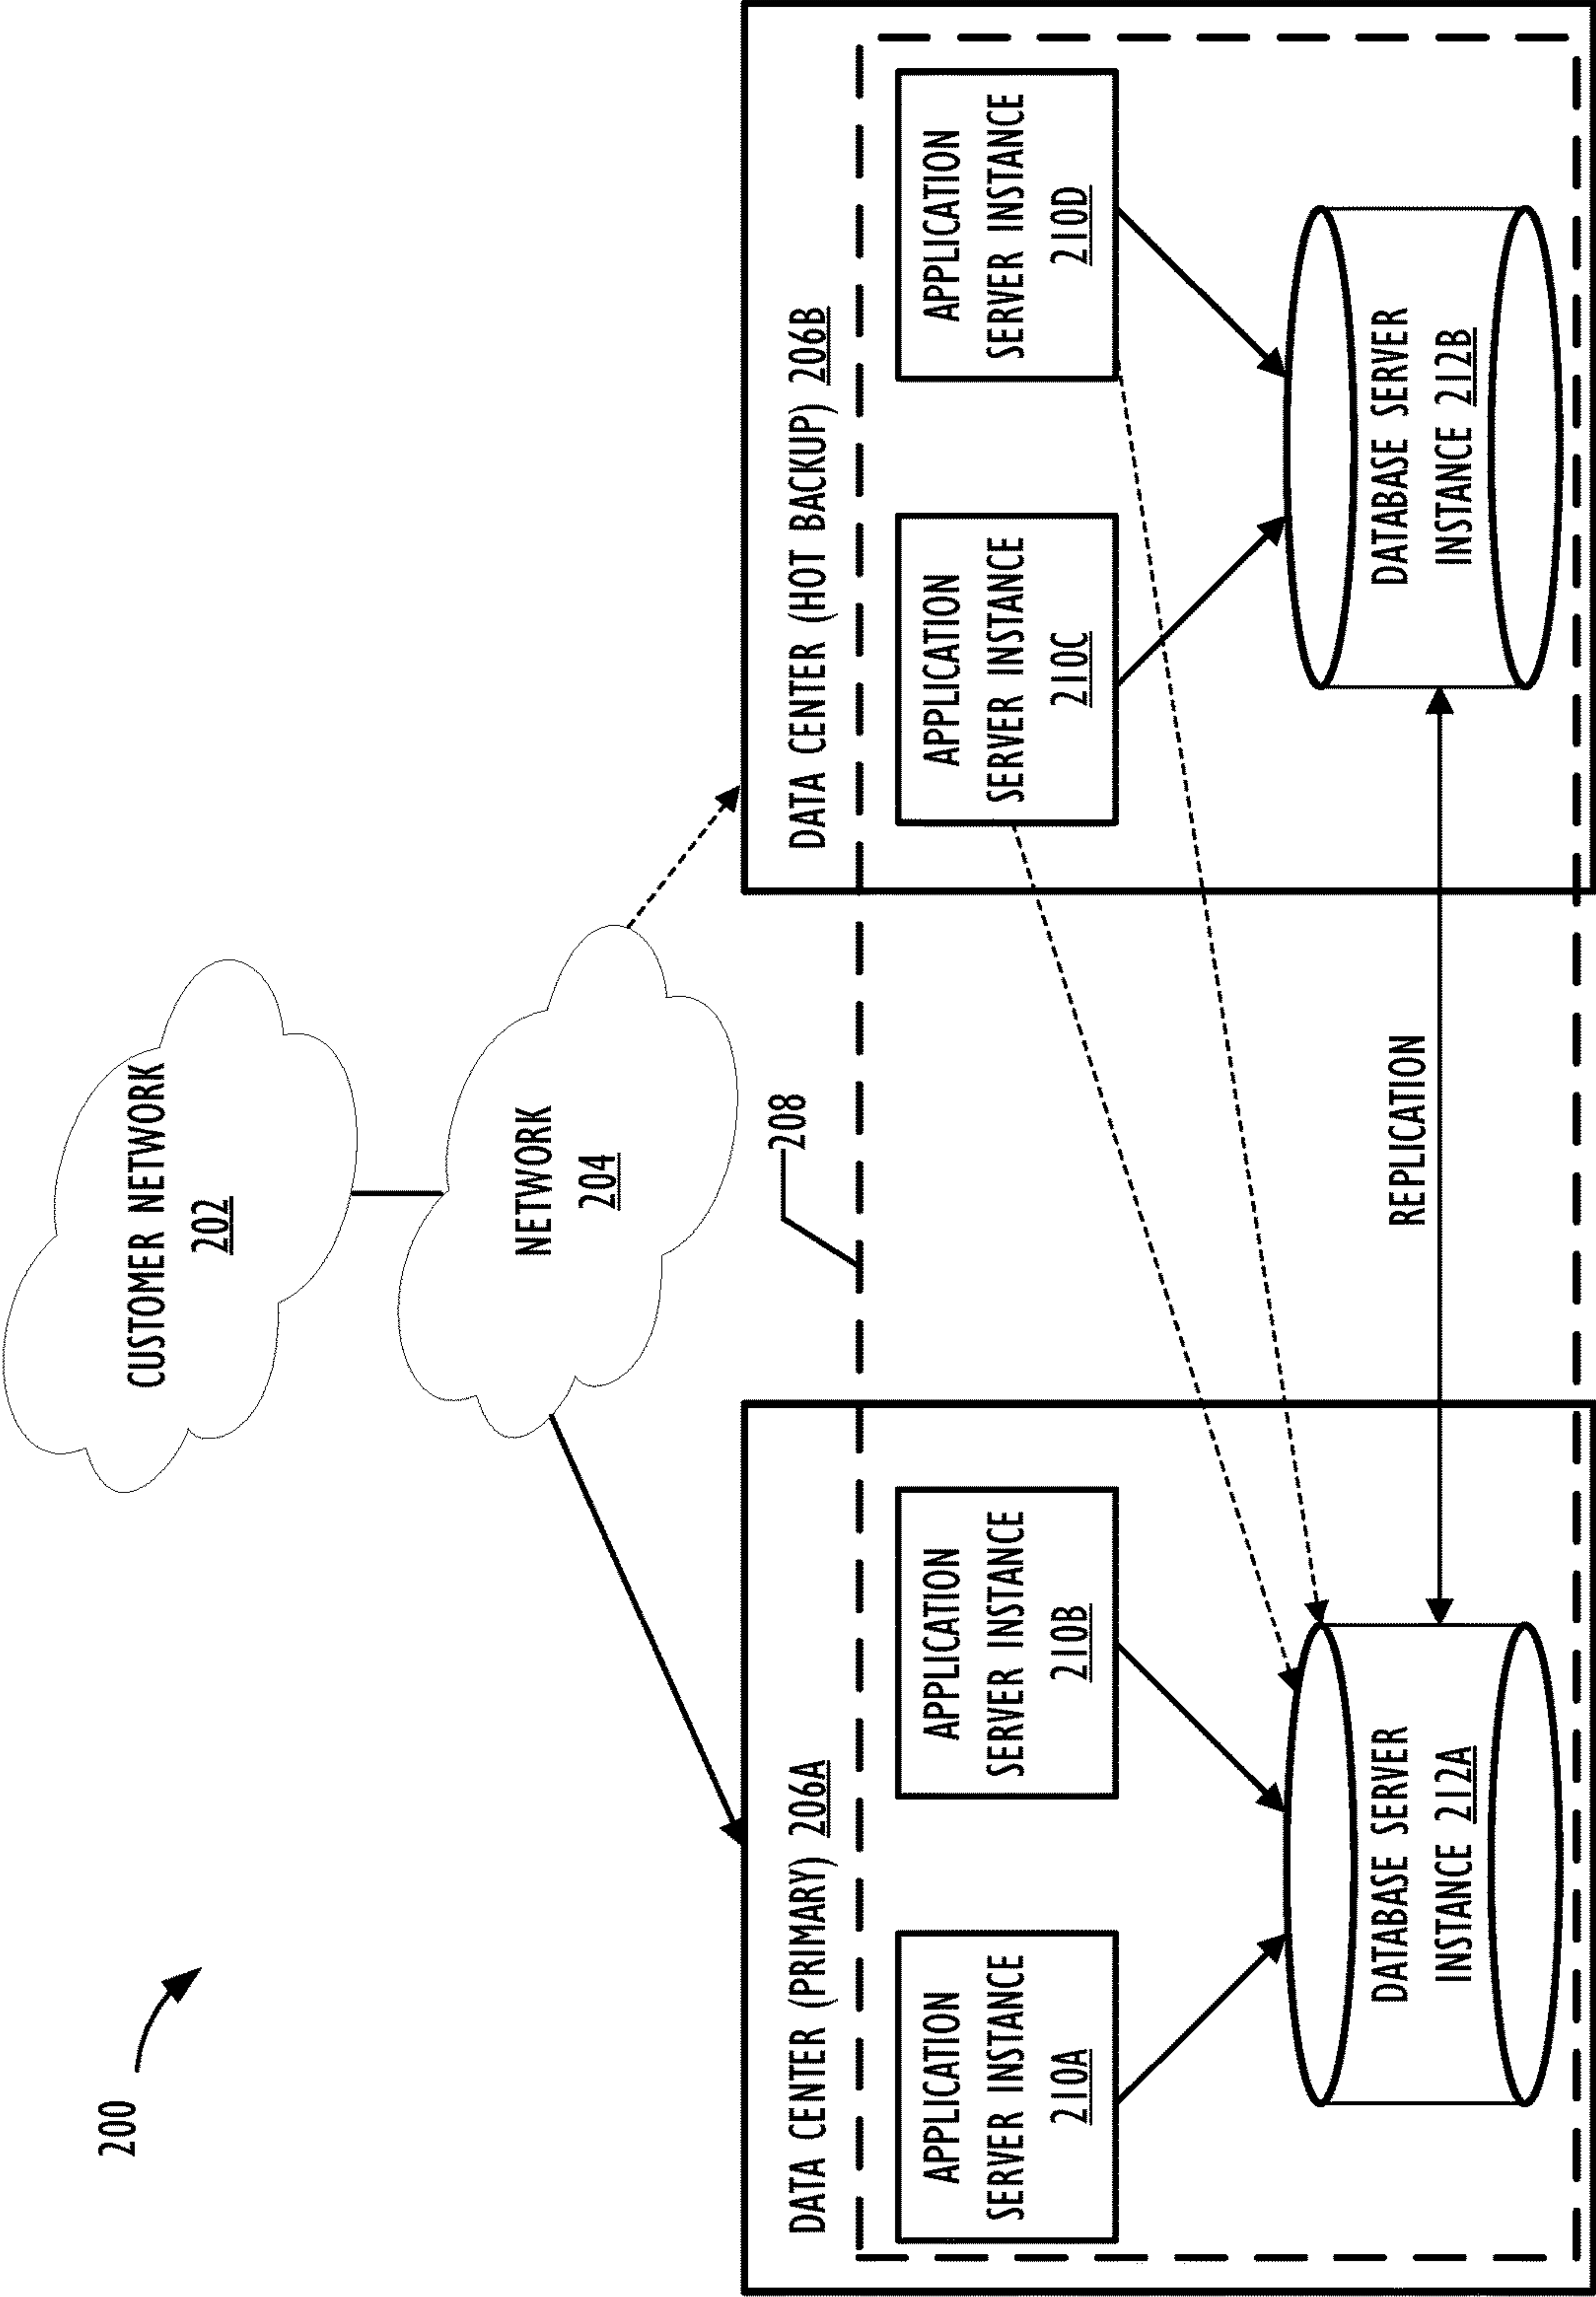 200
CUSTOMER NETWORK
202
NETWORK
204
208
DATA CENTER (PRIMARY) 206A
APPLICATION
SERVER INSTANCE
210A
APPLICATION
SERVER INSTANCE
210B
DATABASE SERVER
INSTANCE 212A
REPLICATION
DATA CENTER (HOT BACKUP) 206B
APPLICATION
SERVER INSTANCE
210C
APPLICATION
SERVER INSTANCE
210D
DATABASE SERVER
INSTANCE 212B